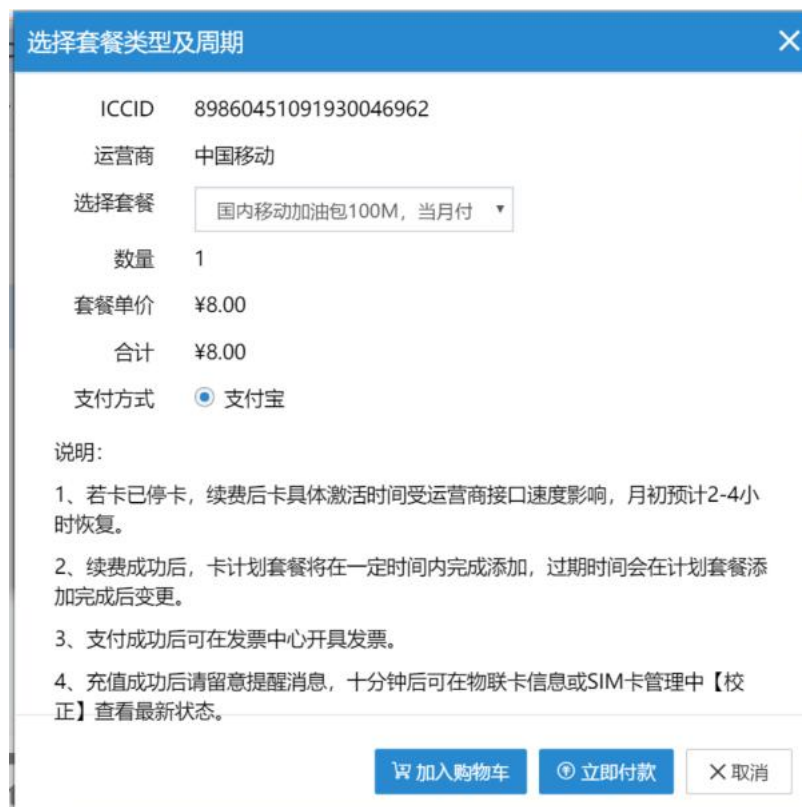 选择套餐类型及周期
ICCID 89860451091930046962
运营商 中国移动
选择套餐 国内移动加油包100M，当月付
数量 1
套餐单价 ¥8.00
合计 ¥8.00
支付方式 支付宝
说明：
1、若卡已停卡，续费后卡具体激活时间受运营商接口速度影响，月初预计2-4小
时恢复。
2、续费成功后，卡计划套餐将在一定时间内完成添加，过期时间会在计划套餐添
加完成后变更。
3、支付成功后可在发票中心开具发票。
4、充值成功后请留意提醒消息，十分钟后可在物联卡信息或SIM卡管理中【校
正】查看最新状态。
加入购物车 立即付款 取消